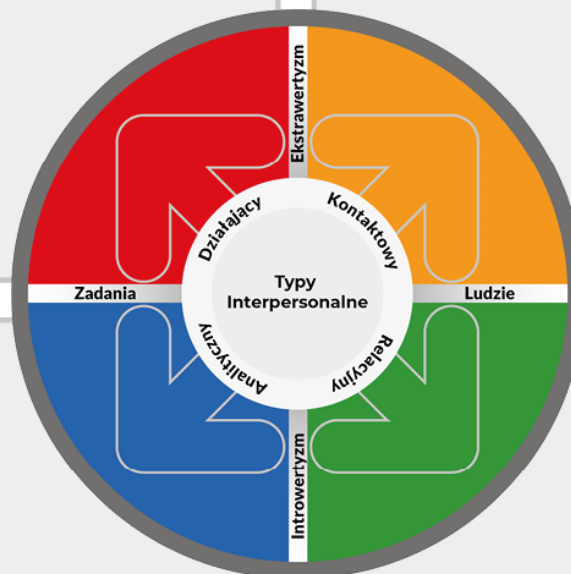 Ekstrawertyzm
Działający
Kontaktowy
Zadania
Typy
Interpersonalne
Ludzie
Analityczny
Relacyjny
Introwertyzm